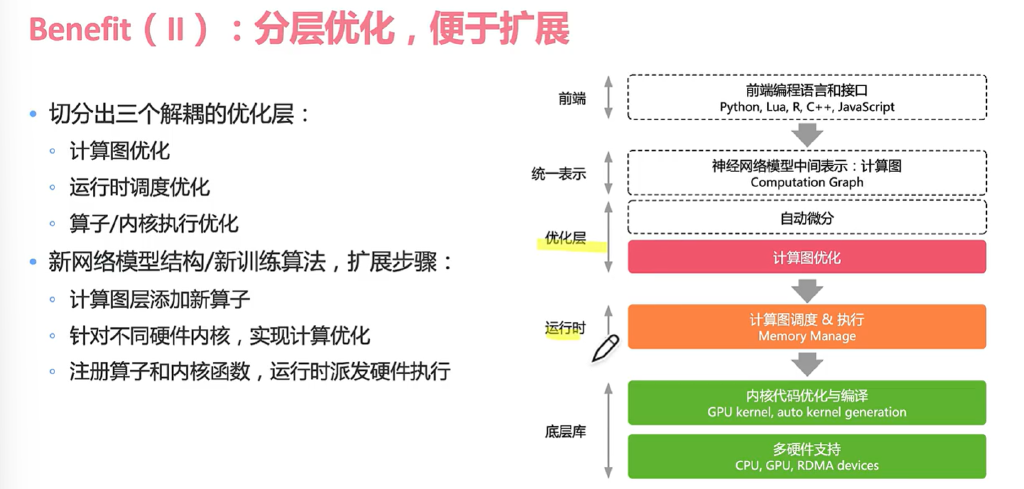 Benefit（II）：分层优化，便于扩展
切分出三个解耦的优化层：
计算图优化
运行时调度优化
算子/内核执行优化
新网络模型结构/新训练算法，扩展步骤：
计算图层添加新算子
针对不同硬件内核，实现计算优化
注册算子和内核函数，运行时派发硬件执行
前端
前端编程语言和接口
Python, Lua, R, C++, JavaScript
统一表示
神经网络模型中间表示：计算图
Computation Graph
优化层
自动微分
计算图优化
运行时
计算图调度 & 执行
Memory Manage
底层库
内核代码优化与编译
GPU kernel, auto kernel generation
多硬件支持
CPU, GPU, RDMA devices